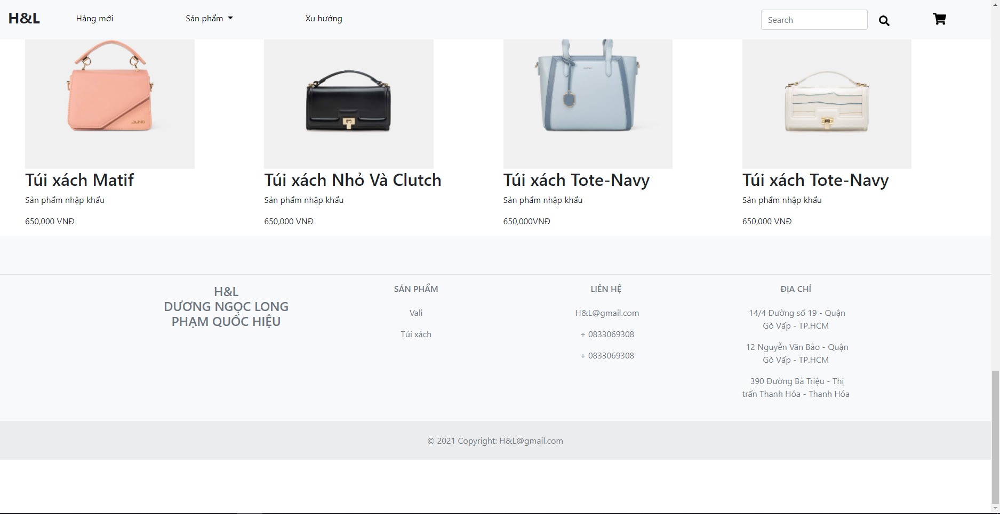 H&L
Hàng mới
Sản phẩm
Xu hướng
Search
JUNO
JUNO
Túi xách Matif
Sản phẩm nhập khẩu
650,000 VNĐ
Túi xách Nhỏ Và Clutch
Sản phẩm nhập khẩu
650,000 VNĐ
Túi xách Tote-Navy
Sản phẩm nhập khẩu
650,000VNĐ
Túi xách Tote-Navy
Sản phẩm nhập khẩu
650,000 VNĐ
H&L
DƯƠNG NGỌC LONG
PHẠM QUỐC HIỆU
SẢN PHẨM
Vali
Túi xách
LIÊN HỆ
H&L@gmail.com
+ 0833069308
+ 0833069308
ĐỊA CHỈ
14/4 Đường số 19 - Quận
Gò Vấp - TP.HCM
12 Nguyễn Văn Bảo - Quận
Gò Vấp - TP.HCM
390 Đường Bà Triệu - Thị
trấn Thanh Hóa - Thanh Hóa
© 2021 Copyright: H&L@gmail.com